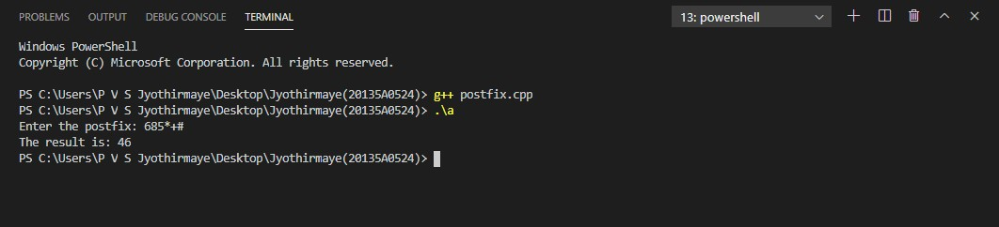 PROBLEMS OUTPUT DEBUG CONSOLE TERMINAL 13: powershell
Windows PowerShell
Copyright (C) Microsoft Corporation. All rights reserved.
PS C:\Users\P V S Jyothirmaye\Desktop\Jyothirmaye(20135A0524)> g++ postfix.cpp
PS C:\Users\P V S Jyothirmaye\Desktop\Jyothirmaye(20135A0524)> .\a
Enter the postfix: 685*+#
The result is: 46
PS C:\Users\P V S Jyothirmaye\Desktop\Jyothirmaye(20135A0524)>